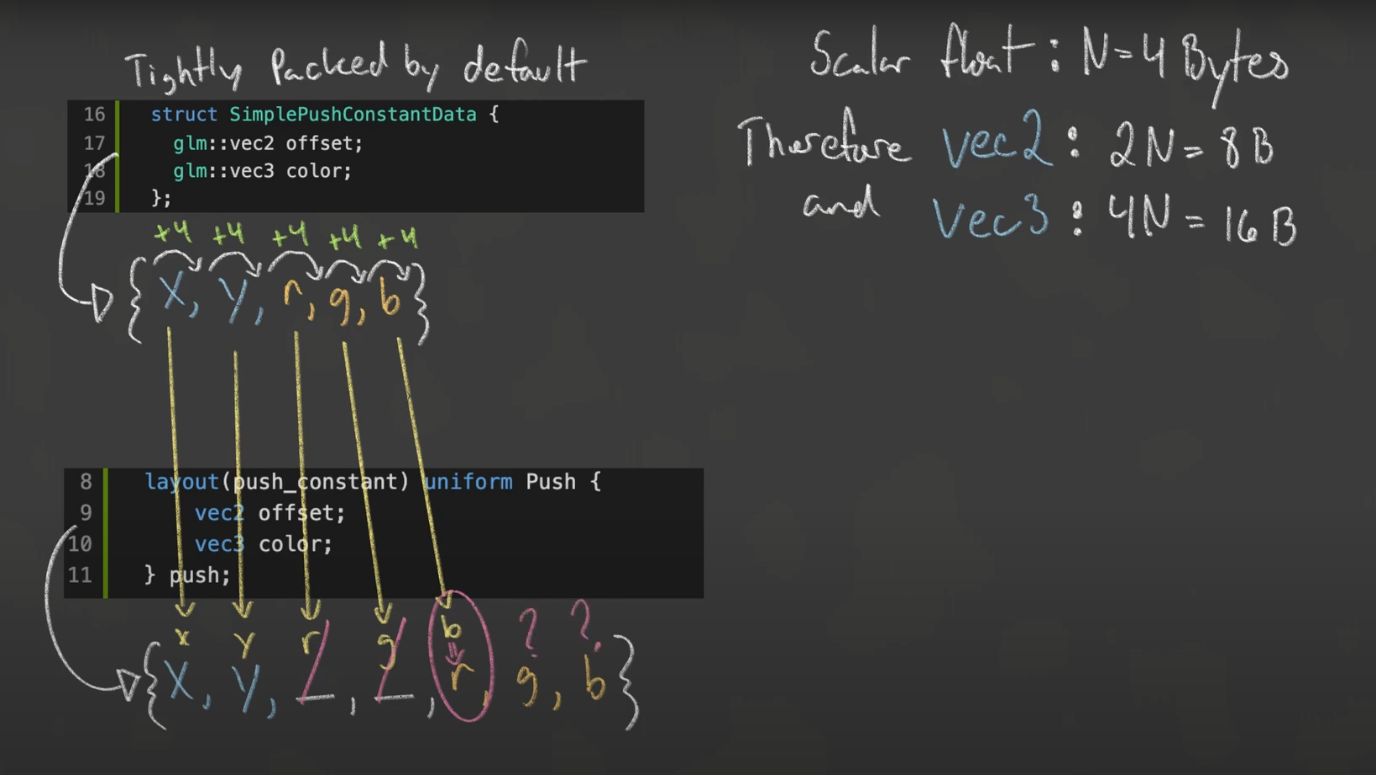 Tightly Packed by default
16 struct SimplePushConstantData {
17 glm::vec2 offset;
18 glm::vec3 color;
19 };
+4 +4 +4 +4 +4
{ x, y, r, g, b }
Scalar float : N=4 Bytes
Therefore vec2 : 2N = 8 B
and vec3 : 4N = 16 B
8 layout(push_constant) uniform Push {
9 vec2 offset;
10 vec3 color;
11 } push;
x y r g b ? ?
{ x, y, _, _, r, g, b }